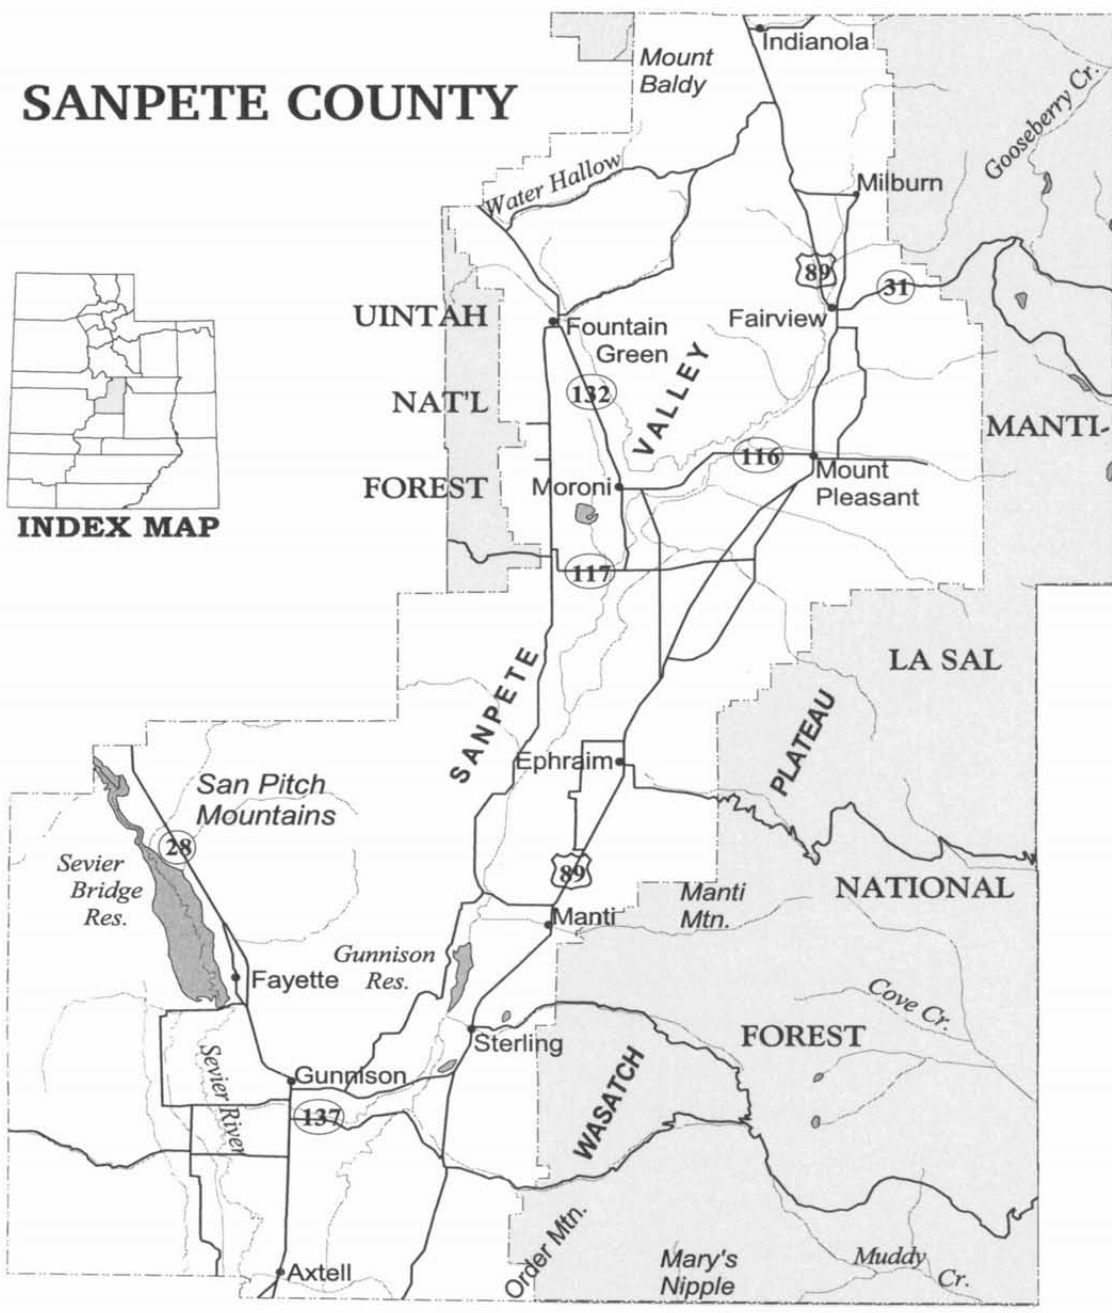 SANPETE COUNTY
Indianola
Mount
Baldy
Gooseberry Cr.
Water Hallow
Milburn
89
31
UINTAH
Fountain
Green
Fairview
132
VALLEY
NAT'L
MANTI-
116
FOREST
Moroni
Mount
Pleasant
INDEX MAP
117
LA SAL
SANPETE
PLATEAU
Ephraim
San Pitch
Mountains
28
Sevier
Bridge
Res.
89
NATIONAL
Manti
Mtn.
Manti
Gunnison
Res.
Fayette
Cove Cr.
FOREST
Sterling
Sevier River
Gunnison
WASATCH
137
Order Mtn.
Axtell
Mary's
Nipple
Muddy
Cr.